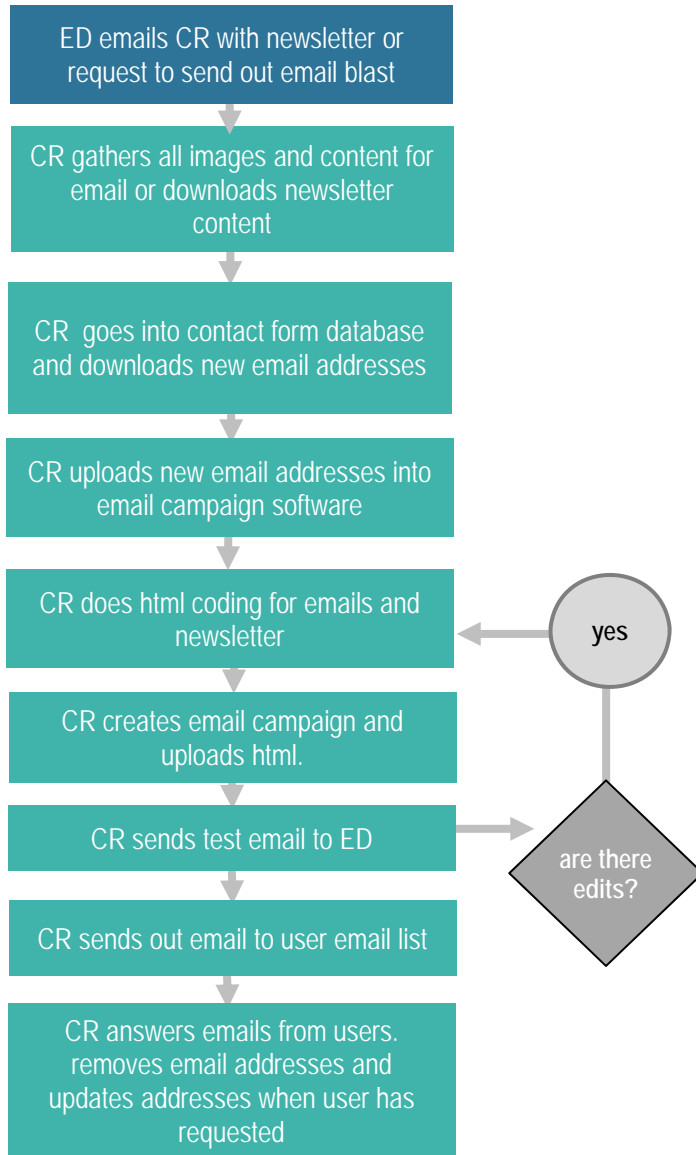 ED emails CR with newsletter or
request to send out email blast
CR gathers all images and content for
email or downloads newsletter
content
CR goes into contact form database
and downloads new email addresses
CR uploads new email addresses into
email campaign software
CR does html coding for emails and
newsletter
yes
CR creates email campaign and
uploads html.
CR sends test email to ED
are there
edits?
CR sends out email to user email list
CR answers emails from users.
removes email addresses and
updates addresses when user has
requested